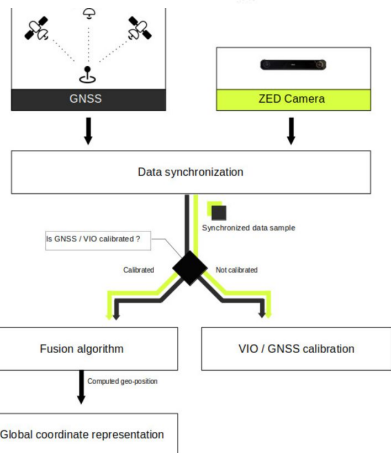 GNSS
ZED Camera
Data synchronization
Synchronized data sample
Is GNSS / VIO calibrated ?
Calibrated
Not calibrated
Fusion algorithm
VIO / GNSS calibration
Computed geo-position
Global coordinate representation